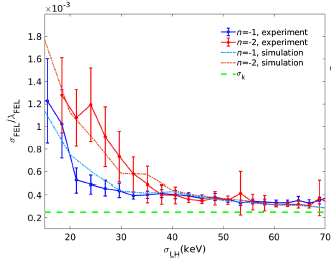 ×10⁻³
1.8
1.6
1.4
1.2
1
0.8
0.6
0.4
0.2
σFEL/λFEL
n=-1, experiment
n=-2, experiment
n=-1, simulation
n=-2, simulation
σk
20 30 40 50 60 70
σLH(keV)